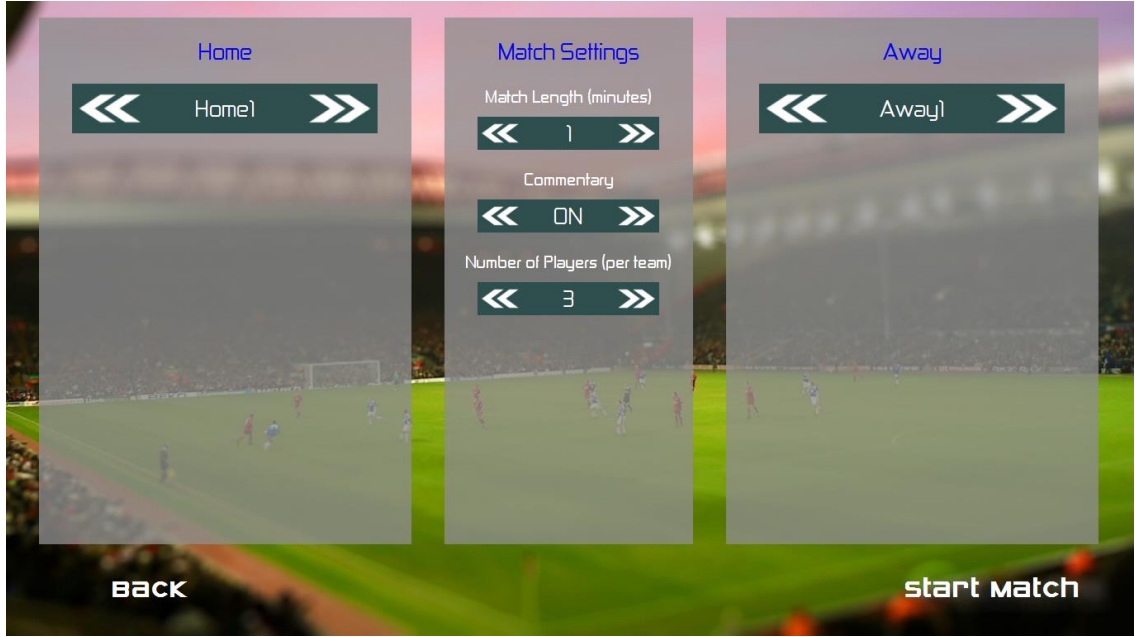 Home
Home1
Match Settings
Match Length (minutes)
1
Commentary
ON
Number of Players (per team)
3
Away
Away1
Back
start Match